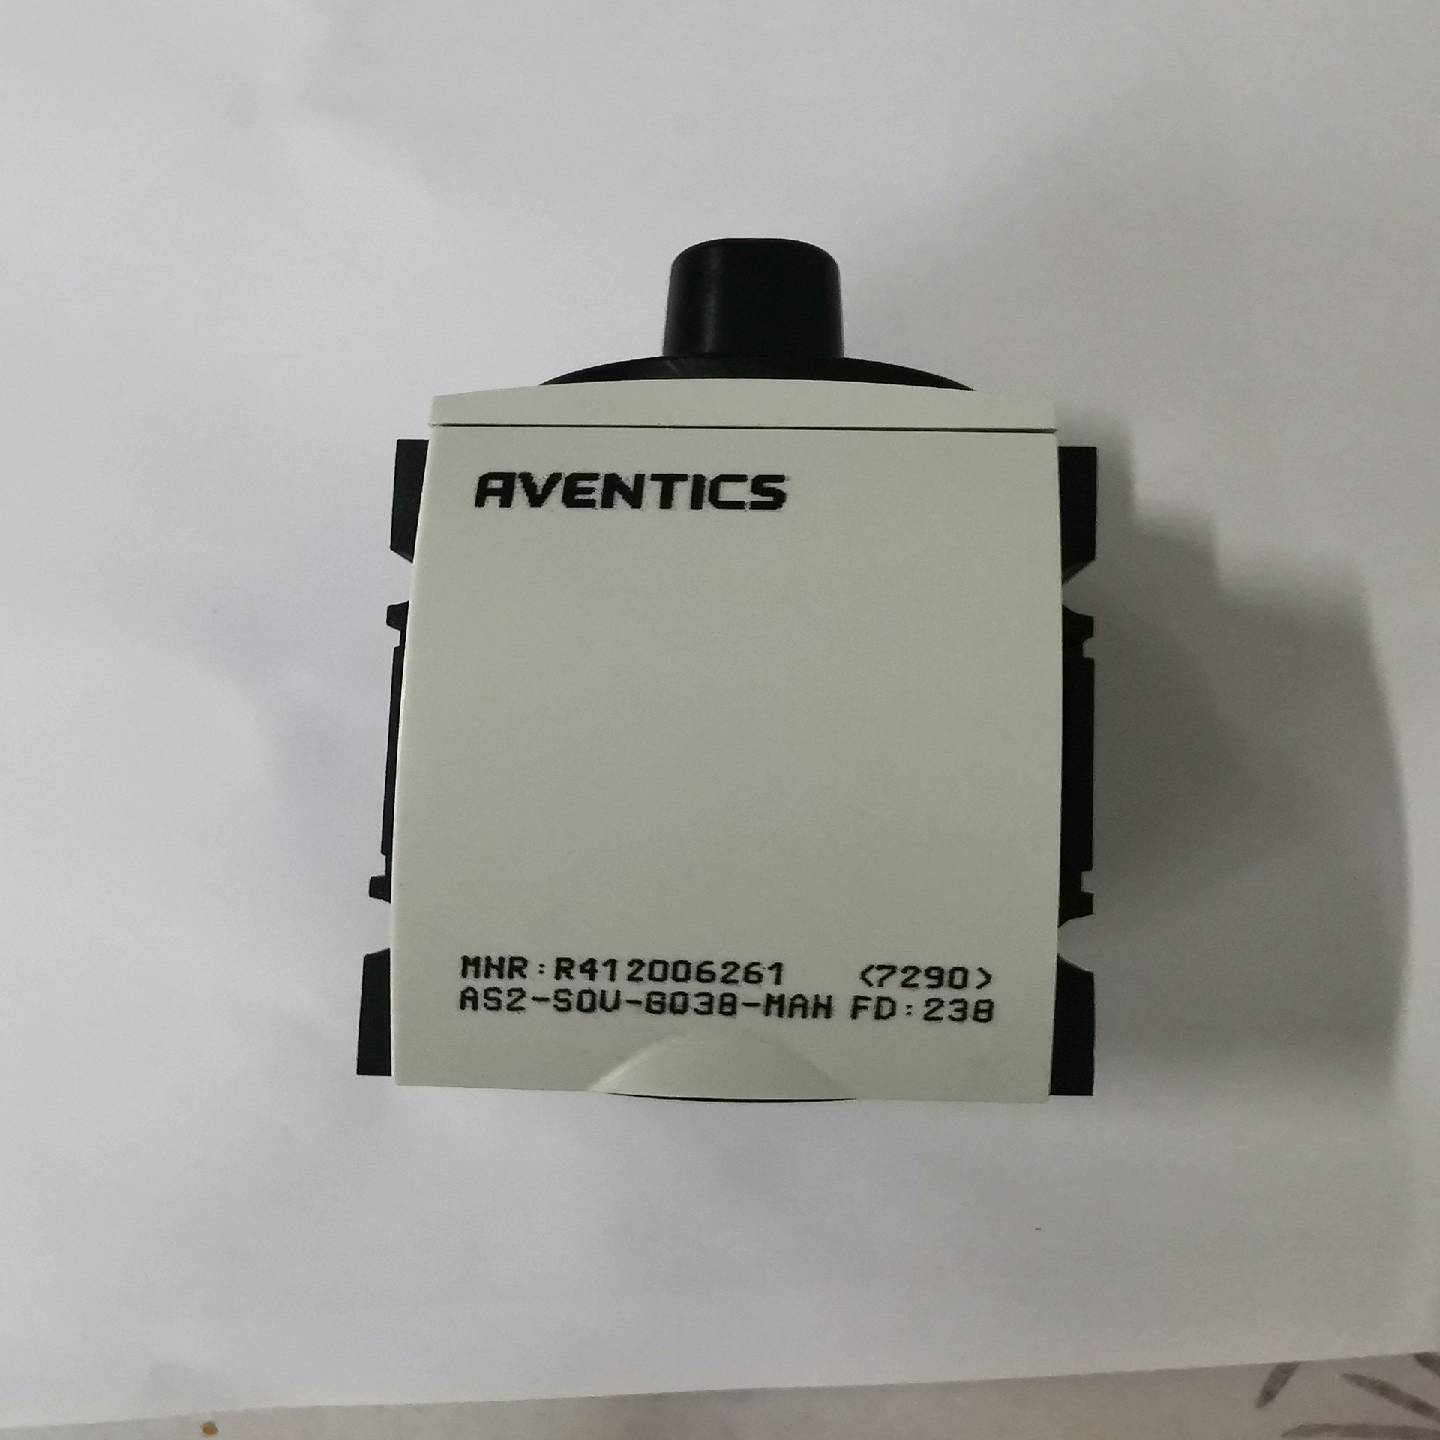 AVENTICS
MNR:R412006261 <7290>
AS2-SOV-G038-MAN FD:238